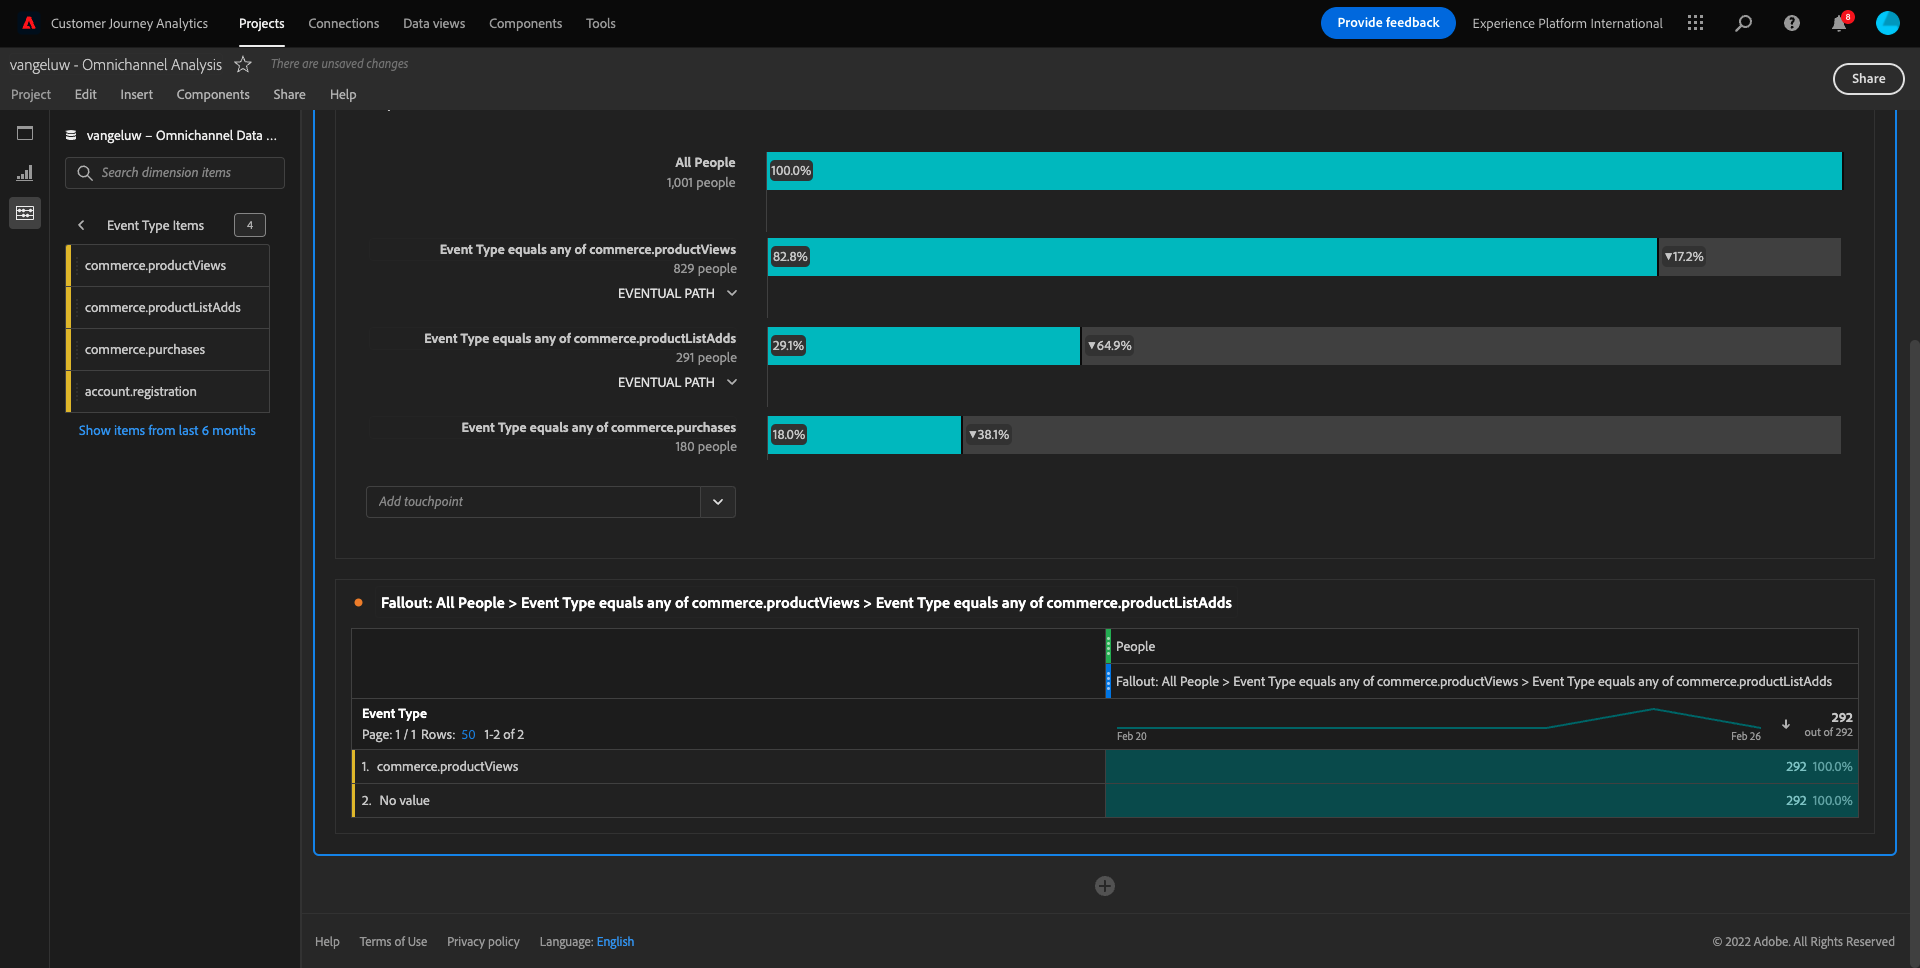 Customer Journey Analytics
Projects
Connections
Data views
Components
Tools
Provide feedback
Experience Platform International
8
vangeluw - Omnichannel Analysis
There are unsaved changes
Project
Edit
Insert
Components
Share
Help
Share
vangeluw – Omnichannel Data ...
Search dimension items
Event Type Items
4
commerce.productViews
commerce.productListAdds
commerce.purchases
account.registration
Show items from last 6 months
All People
1,001 people
100.0%
Event Type equals any of commerce.productViews
829 people
EVENTUAL PATH
82.8%
▼17.2%
Event Type equals any of commerce.productListAdds
291 people
EVENTUAL PATH
29.1%
▼64.9%
Event Type equals any of commerce.purchases
180 people
18.0%
▼38.1%
Add touchpoint
Fallout: All People > Event Type equals any of commerce.productViews > Event Type equals any of commerce.productListAdds
People
Fallout: All People > Event Type equals any of commerce.productViews > Event Type equals any of commerce.productListAdds
Event Type
Page: 1 / 1 Rows: 50 1-2 of 2
Feb 20
Feb 26
292
out of 292
1. commerce.productViews
292 100.0%
2. No value
292 100.0%
Help
Terms of Use
Privacy policy
Language: English
© 2022 Adobe. All Rights Reserved